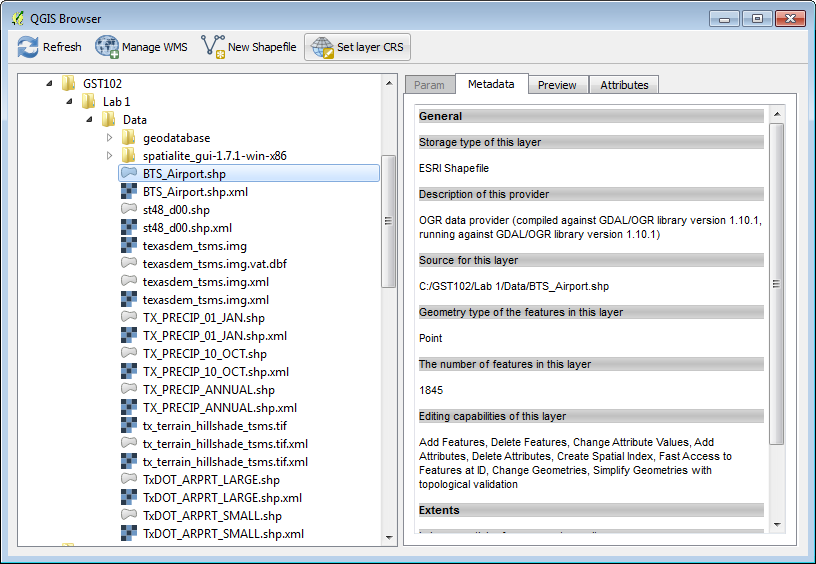 QGIS Browser
Refresh
Manage WMS
New Shapefile
Set layer CRS
GST102
Lab 1
Data
geodatabase
spatialite_gui-1.7.1-win-x86
BTS_Airport.shp
BTS_Airport.shp.xml
st48_d00.shp
st48_d00.shp.xml
texasdem_tsms.img
texasdem_tsms.img.vat.dbf
texasdem_tsms.img.xml
texasdem_tsms.img.xml
TX_PRECIP_01_JAN.shp
TX_PRECIP_01_JAN.shp.xml
TX_PRECIP_10_OCT.shp
TX_PRECIP_10_OCT.shp.xml
TX_PRECIP_ANNUAL.shp
TX_PRECIP_ANNUAL.shp.xml
tx_terrain_hillshade_tsms.tif
tx_terrain_hillshade_tsms.tif.xml
tx_terrain_hillshade_tsms.tif.xml
TxDOT_ARPRT_LARGE.shp
TxDOT_ARPRT_LARGE.shp.xml
TxDOT_ARPRT_SMALL.shp
TxDOT_ARPRT_SMALL.shp.xml
Param
Metadata
Preview
Attributes
General
Storage type of this layer
ESRI Shapefile
Description of this provider
OGR data provider (compiled against GDAL/OGR library version 1.10.1,
running against GDAL/OGR library version 1.10.1)
Source for this layer
C:/GST102/Lab 1/Data/BTS_Airport.shp
Geometry type of the features in this layer
Point
The number of features in this layer
1845
Editing capabilities of this layer
Add Features, Delete Features, Change Attribute Values, Add
Attributes, Delete Attributes, Create Spatial Index, Fast Access to
Features at ID, Change Geometries, Simplify Geometries with
topological validation
Extents